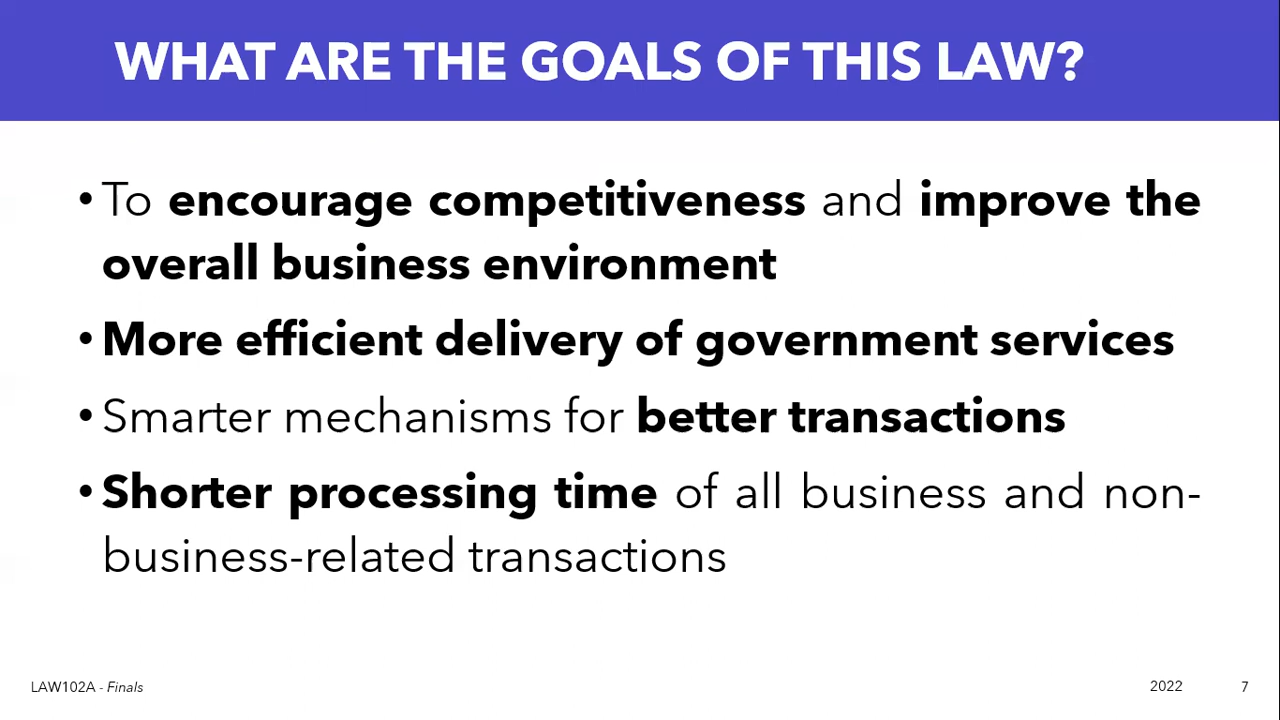 WHAT ARE THE GOALS OF THIS LAW?
• To encourage competitiveness and improve the
overall business environment
• More efficient delivery of government services
• Smarter mechanisms for better transactions
• Shorter processing time of all business and non-
business-related transactions
LAW102A - Finals
2022
7